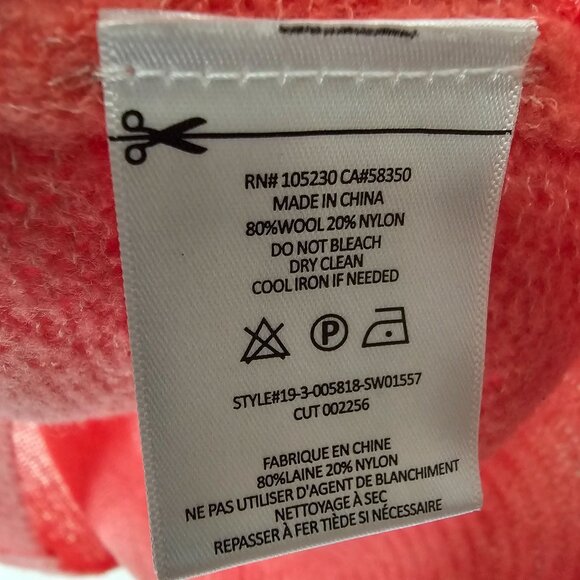 RN# 105230 CA#58350
MADE IN CHINA
80%WOOL 20% NYLON
DO NOT BLEACH
DRY CLEAN
COOL IRON IF NEEDED
P
STYLE#19-3-005818-SW01557
CUT 002256
FABRIQUE EN CHINE
80%LAINE 20% NYLON
NE PAS UTILISER D'AGENT DE BLANCHIMENT
NETTOYAGE À SEC
REPASSER À FER TIÈDE SI NÉCESSAIRE